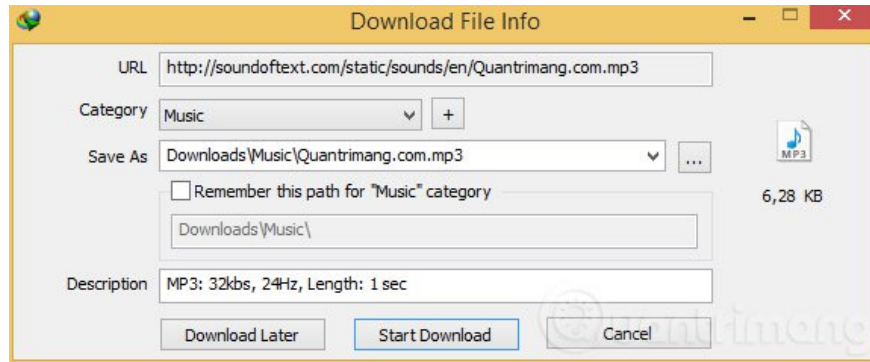 Download File Info
URL http://soundoftext.com/static/sounds/en/Quantrimang.com.mp3
Category Music +
Save As Downloads\Music\Quantrimang.com.mp3 ...
MP3
Remember this path for "Music" category
6,28 KB
Downloads\Music\
Description MP3: 32kbs, 24Hz, Length: 1 sec
Download Later Start Download Cancel
uantrimang